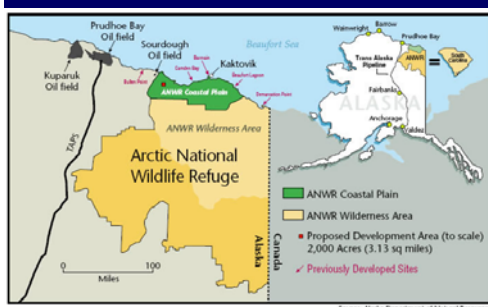 Prudhoe Bay
Oil field
Sourdough
Oil field
Beaufort Sea
Kuparuk
Oil field
Kaktovik
ANWR Coastal Plain
Demarcation Point
ANWR Wilderness Area
Arctic National
Wildlife Refuge
TAPS
Alaska
Canada
0
100
Miles
Wainwright
Barrow
Prudhoe Bay
Trans Alaska
Pipeline
ANWR
=
South
Carolina
Fairbanks
ALASKA
Anchorage
Valdez
ANWR Coastal Plain
ANWR Wilderness Area
Proposed Development Area (to scale)
2,000 Acres (3.13 sq miles)
Previously Developed Sites